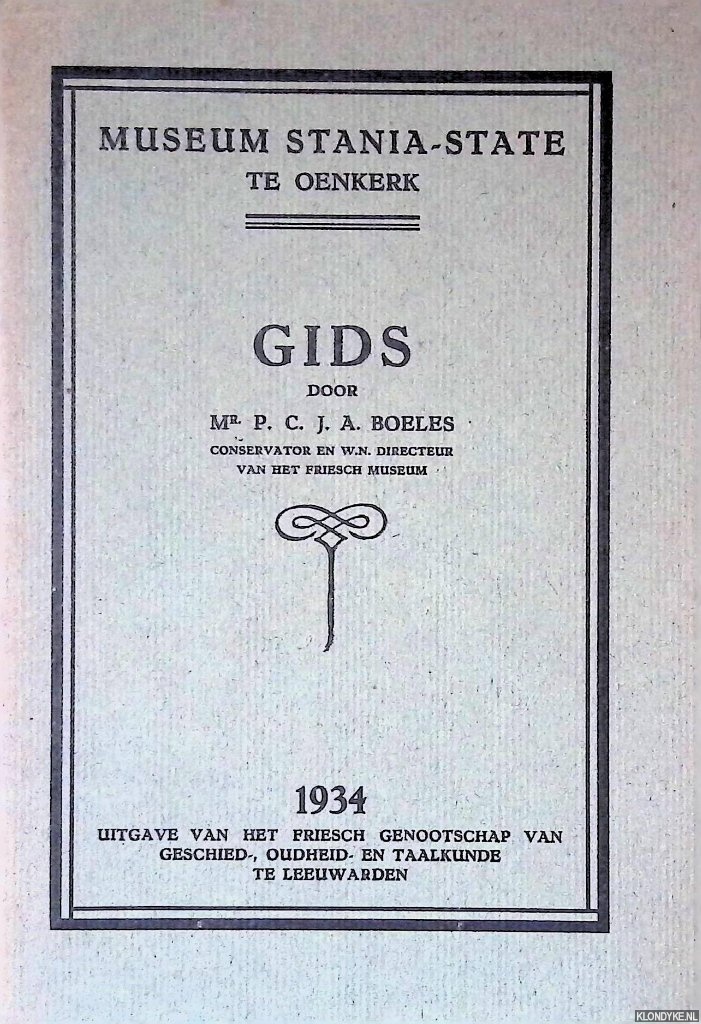 MUSEUM STANIA-STATE
TE OENKERK
GIDS
DOOR
MR. P. C. J. A. BOELES
CONSERVATOR EN W.N. DIRECTEUR
VAN HET FRIESCH MUSEUM
1934
UITGAVE VAN HET FRIESCH GENOOTSCHAP VAN
GESCHIED-, OUDHEID- EN TAALKUNDE
TE LEEUWARDEN
KLONDYKE.NL